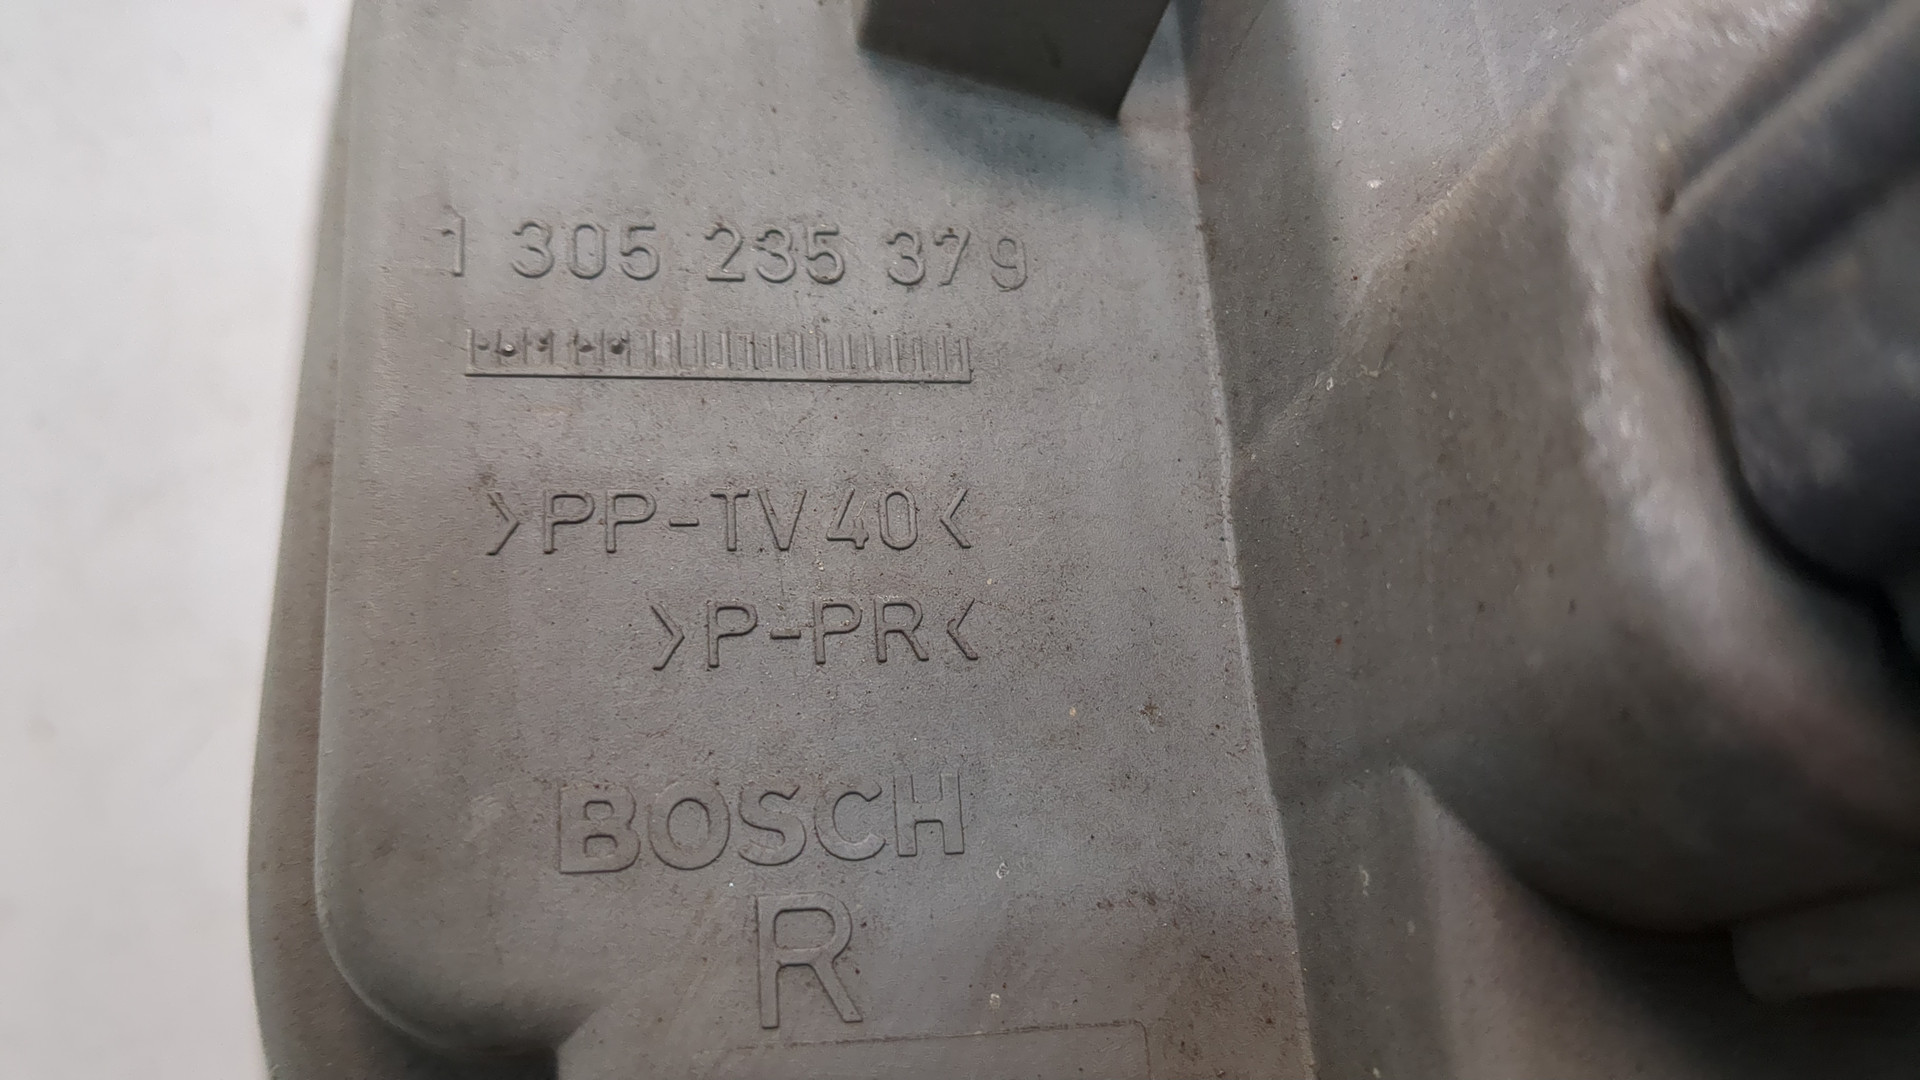 1 305 235 379
>PP-TV40<
>P-PR<
BOSCH
R